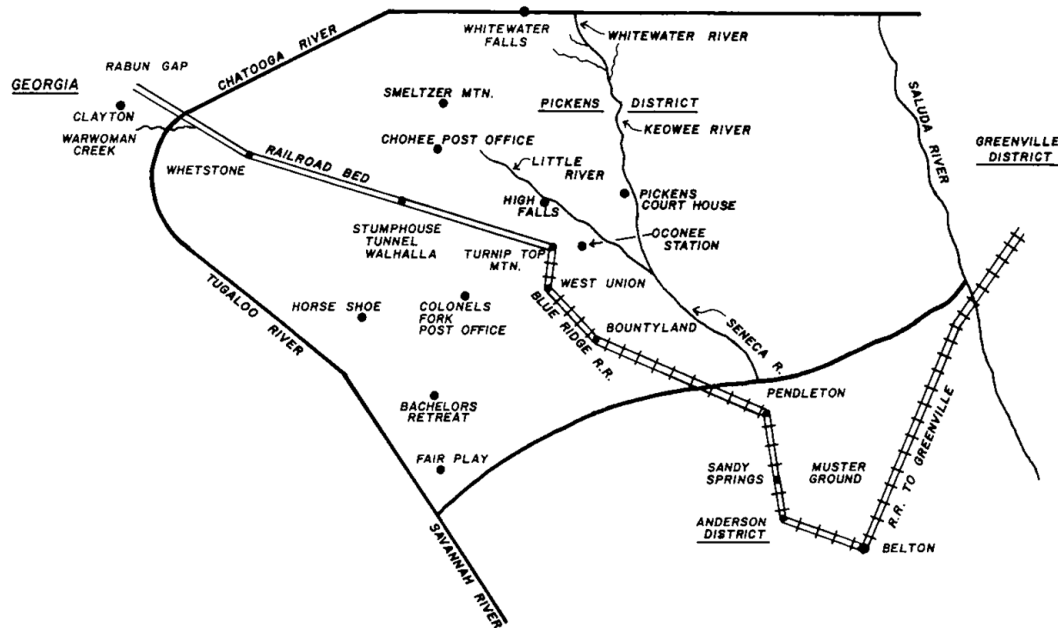 WHITEWATER
FALLS
WHITEWATER RIVER
CHATOOGA RIVER
RABUN GAP
GEORGIA
CLAYTON
WARWOMAN
CREEK
SMELTZER MTN.
PICKENS DISTRICT
SALUDA RIVER
KEOWEE RIVER
CHOHEE POST OFFICE
GREENVILLE
DISTRICT
WHETSTONE
RAILROAD BED
LITTLE
RIVER
HIGH
FALLS
PICKENS
COURT HOUSE
STUMPHOUSE
TUNNEL
WALHALLA
TURNIP TOP
MTN.
OCONEE
STATION
WEST UNION
TUGALOO RIVER
HORSE SHOE
COLONELS
FORK
POST OFFICE
BLUE RIDGE R.R.
BOUNTYLAND
SENECA R.
PENDLETON
BACHELORS
RETREAT
FAIR PLAY
SANDY
SPRINGS
MUSTER
GROUND
R.R. TO GREENVILLE
ANDERSON
DISTRICT
BELTON
SAVANNAH RIVER